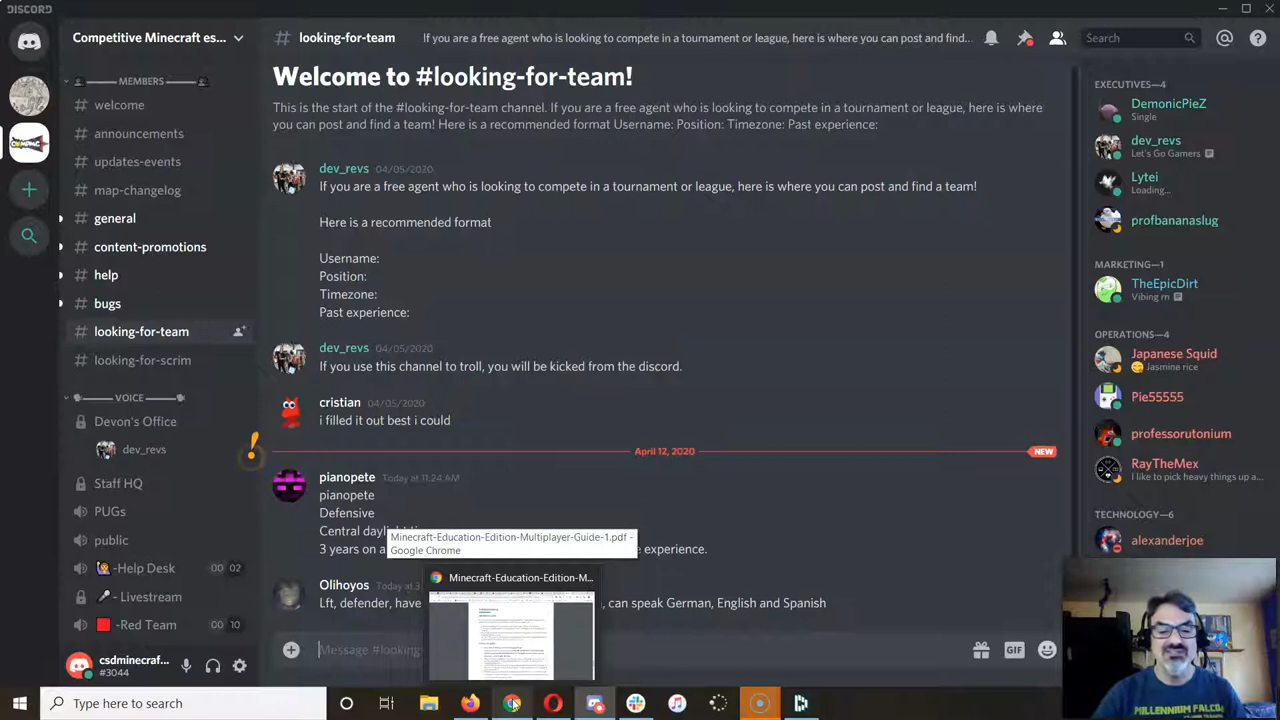 DISCORD
Competitive Minecraft es...
# looking-for-team
If you are a free agent who is looking to compete in a tournament or league, here is where you can post and find...
Search
MEMBERS
# welcome
# announcements
# updates-events
# map-changelog
# general
# content-promotions
# help
# bugs
# looking-for-team
# looking-for-scrim
VOICE
Devon's Office
dev_revs
Staff HQ
PUGs
public
-Help Desk
00 02
- Livestream
-Red Team
Welcome to #looking-for-team!
This is the start of the #looking-for-team channel. If you are a free agent who is looking to compete in a tournament or league, here is where
you can post and find a team! Here is a recommended format Username: Position: Timezone: Past experience:
dev_revs 04/05/2020
If you are a free agent who is looking to compete in a tournament or league, here is where you can post and find a team!
Here is a recommended format
Username:
Position:
Timezone:
Past experience:
dev_revs 04/05/2020
If you use this channel to troll, you will be kicked from the discord.
cristian 04/05/2020
i filled it out best i could
April 12, 2020
NEW
pianopete Today at 11:24 AM
pianopete
Defensive
Central daylight
3 years on a
experience.
Minecraft-Education-Edition-Multiplayer-Guide-1.pdf -
Google Chrome
Minecraft-Education-Edition-M...
Olihoyos Today at
defender, have
, can speak German, English and Spanish
Message #looking
GIF
EXECUTIVES—4
DemonicPieZ
Single
dev_revs
Let's Go Gamers
Lytei
Loading...
profbananaslug
MARKETING—1
TheEpicDirt
Vibing rn
OPERATIONS—4
Japanese Squid
Jasmine rice
Pie55555
professorutonium
RayTheMex
I like to pick heavy things up a...
TECHNOLOGY—6
alexanderjoe
Type here to search
MILLENNIUM FALCO